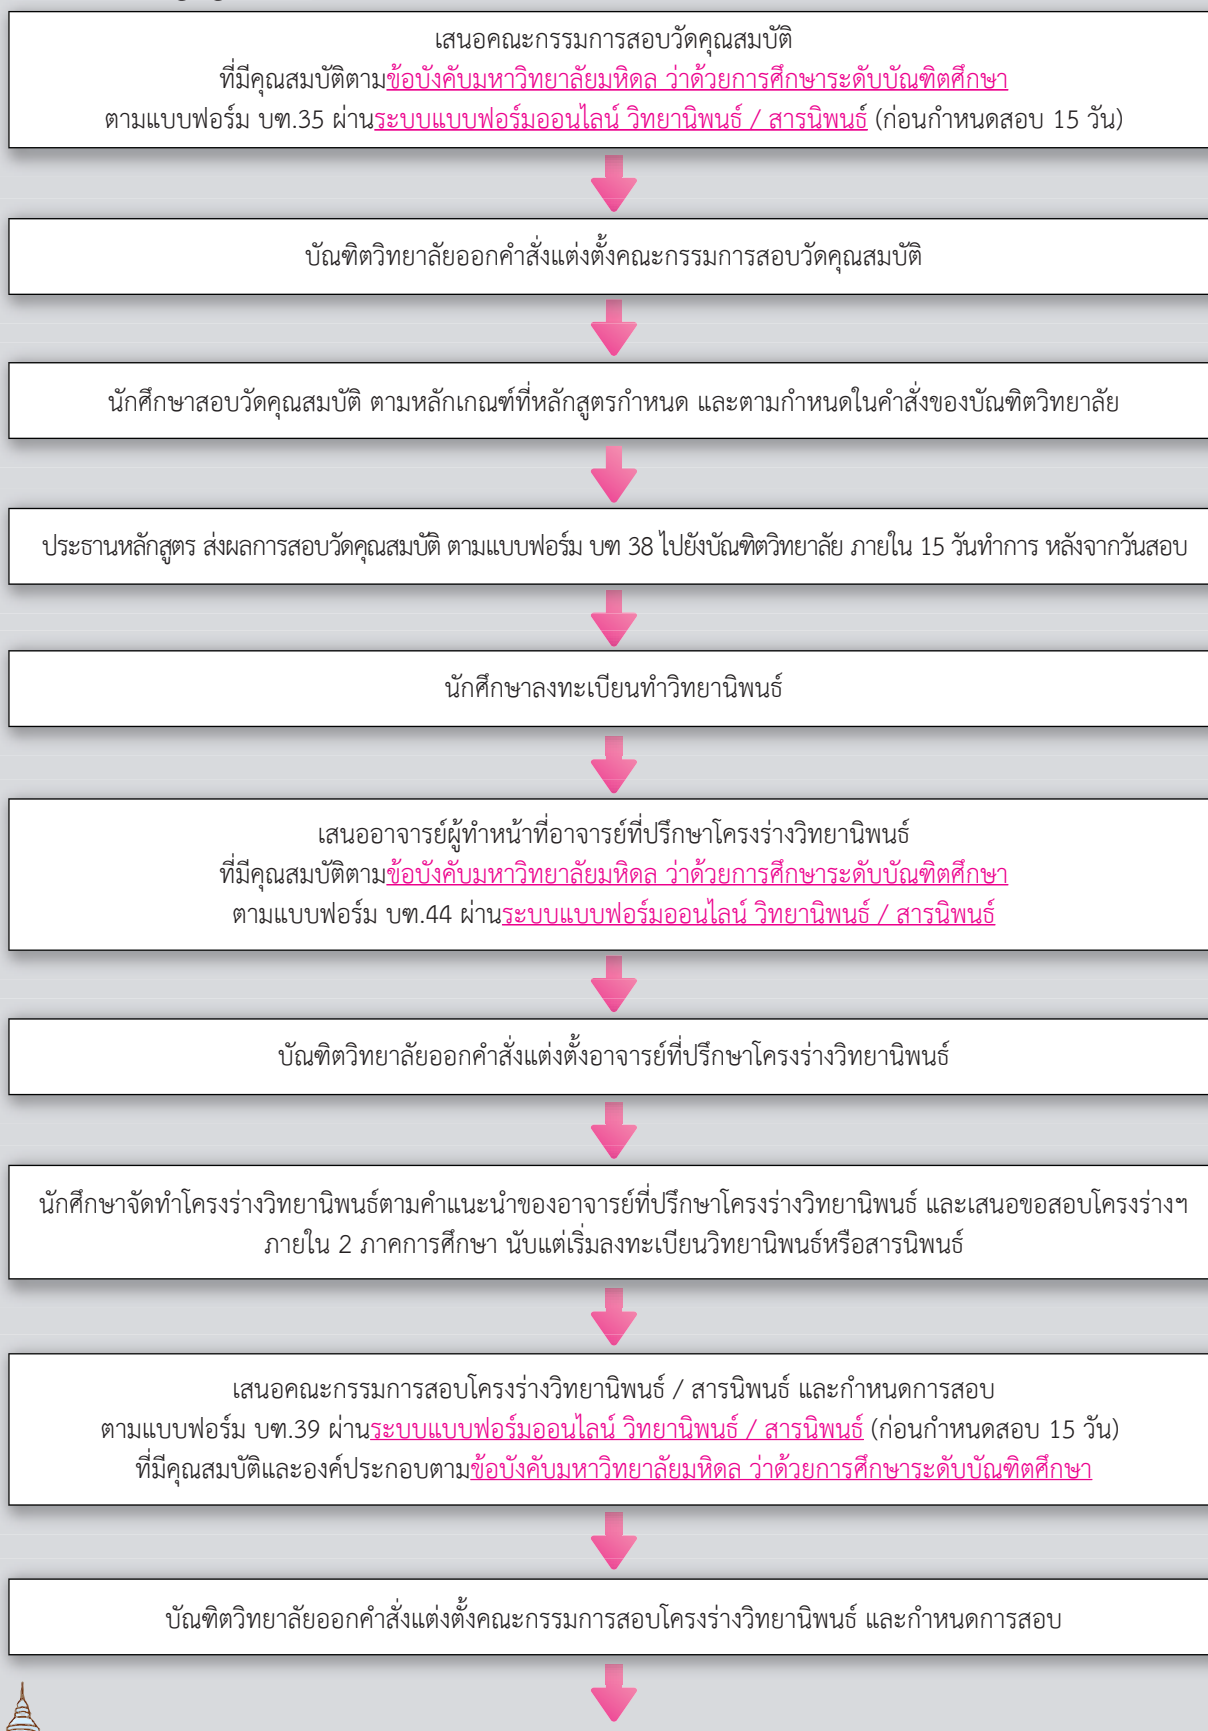 เสนอคณะกรรมการสอบวัดคุณสมบัติ
ที่มีคุณสมบัติตามข้อบังคับมหาวิทยาลัยมหิดล ว่าด้วยการศึกษาระดับบัณฑิตศึกษา
ตามแบบฟอร์ม บฑ.35 ผ่านระบบแบบฟอร์มออนไลน์ วิทยานิพนธ์ / สารนิพนธ์ (ก่อนกำหนดสอบ 15 วัน)
บัณฑิตวิทยาลัยออกคำสั่งแต่งตั้งคณะกรรมการสอบวัดคุณสมบัติ
นักศึกษาสอบวัดคุณสมบัติ ตามหลักเกณฑ์ที่หลักสูตรกำหนด และตามกำหนดในคำสั่งของบัณฑิตวิทยาลัย
ประธานหลักสูตร ส่งผลการสอบวัดคุณสมบัติ ตามแบบฟอร์ม บฑ 38 ไปยังบัณฑิตวิทยาลัย ภายใน 15 วันทำการ หลังจากวันสอบ
นักศึกษาลงทะเบียนทำวิทยานิพนธ์
เสนออาจารย์ผู้ทำหน้าที่อาจารย์ที่ปรึกษาโครงร่างวิทยานิพนธ์
ที่มีคุณสมบัติตามข้อบังคับมหาวิทยาลัยมหิดล ว่าด้วยการศึกษาระดับบัณฑิตศึกษา
ตามแบบฟอร์ม บฑ.44 ผ่านระบบแบบฟอร์มออนไลน์ วิทยานิพนธ์ / สารนิพนธ์
บัณฑิตวิทยาลัยออกคำสั่งแต่งตั้งอาจารย์ที่ปรึกษาโครงร่างวิทยานิพนธ์
นักศึกษาจัดทำโครงร่างวิทยานิพนธ์ตามคำแนะนำของอาจารย์ที่ปรึกษาโครงร่างวิทยานิพนธ์ และเสนอขอสอบโครงร่างฯ
ภายใน 2 ภาคการศึกษา นับแต่เริ่มลงทะเบียนวิทยานิพนธ์หรือสารนิพนธ์
เสนอคณะกรรมการสอบโครงร่างวิทยานิพนธ์ / สารนิพนธ์ และกำหนดการสอบ
ตามแบบฟอร์ม บฑ.39 ผ่านระบบแบบฟอร์มออนไลน์ วิทยานิพนธ์ / สารนิพนธ์ (ก่อนกำหนดสอบ 15 วัน)
ที่มีคุณสมบัติและองค์ประกอบตามข้อบังคับมหาวิทยาลัยมหิดล ว่าด้วยการศึกษาระดับบัณฑิตศึกษา
บัณฑิตวิทยาลัยออกคำสั่งแต่งตั้งคณะกรรมการสอบโครงร่างวิทยานิพนธ์ และกำหนดการสอบ